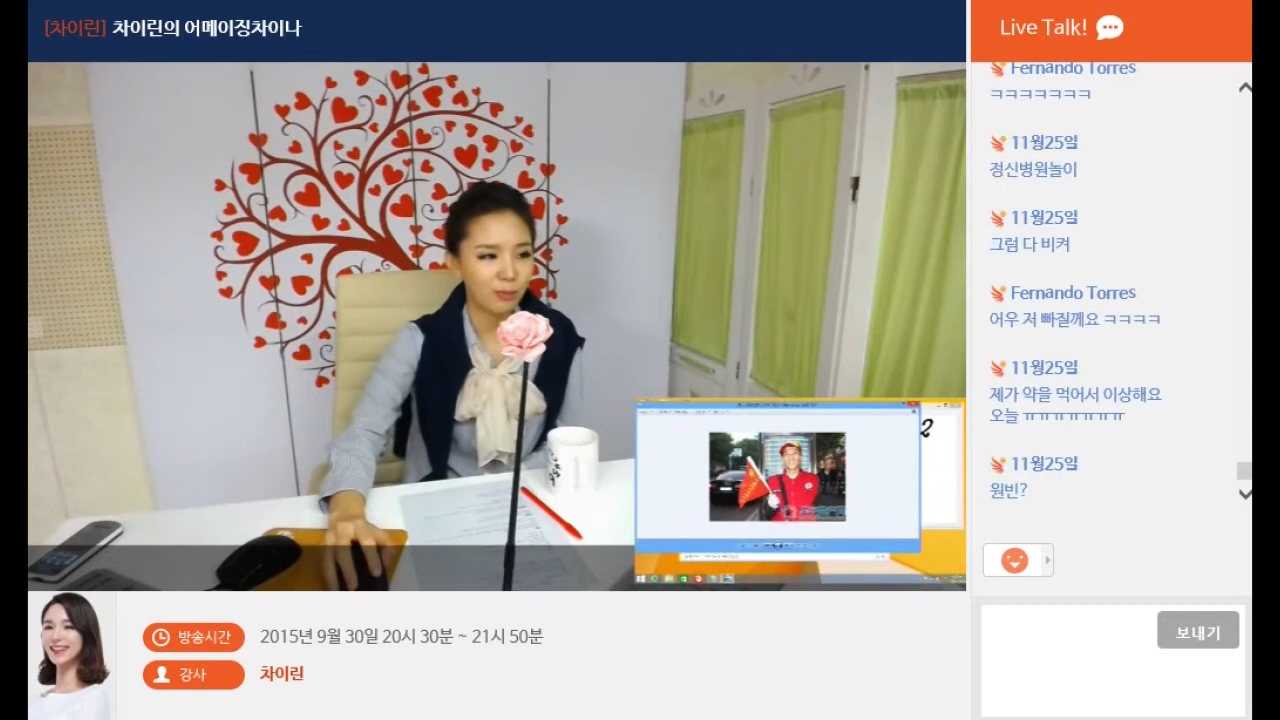 [차이린] 차이린의 어메이징차이나
Live Talk!
Fernando Torres
ㅋㅋㅋㅋㅋㅋㅋ
11월25일
정신병원놀이
11월25일
그럼 다 비켜
Fernando Torres
어우 저 빠질께요 ㅋㅋㅋㅋ
11월25일
제가 약을 먹어서 이상해요
오늘 ㅠㅠㅠㅠㅠㅠㅠ
11월25일
원빈?
2
보내기
방송시간 2015년 9월 30일 20시 30분 ~ 21시 50분
강사 차이린